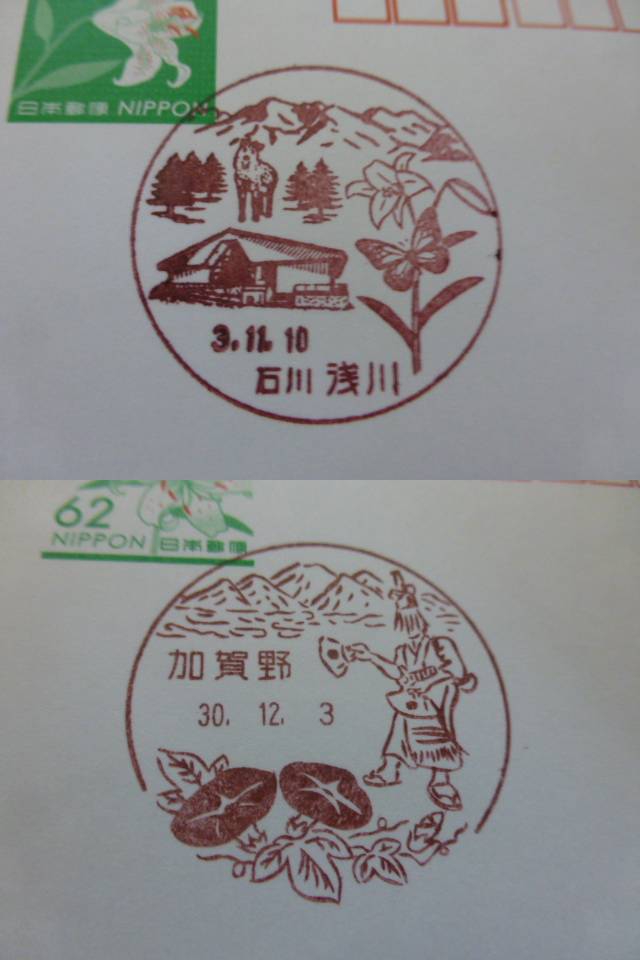 日本郵便 NIPPON
3.11.10
石川 浅川
62
NIPPON 日本郵便
加賀野
30. 12. 3